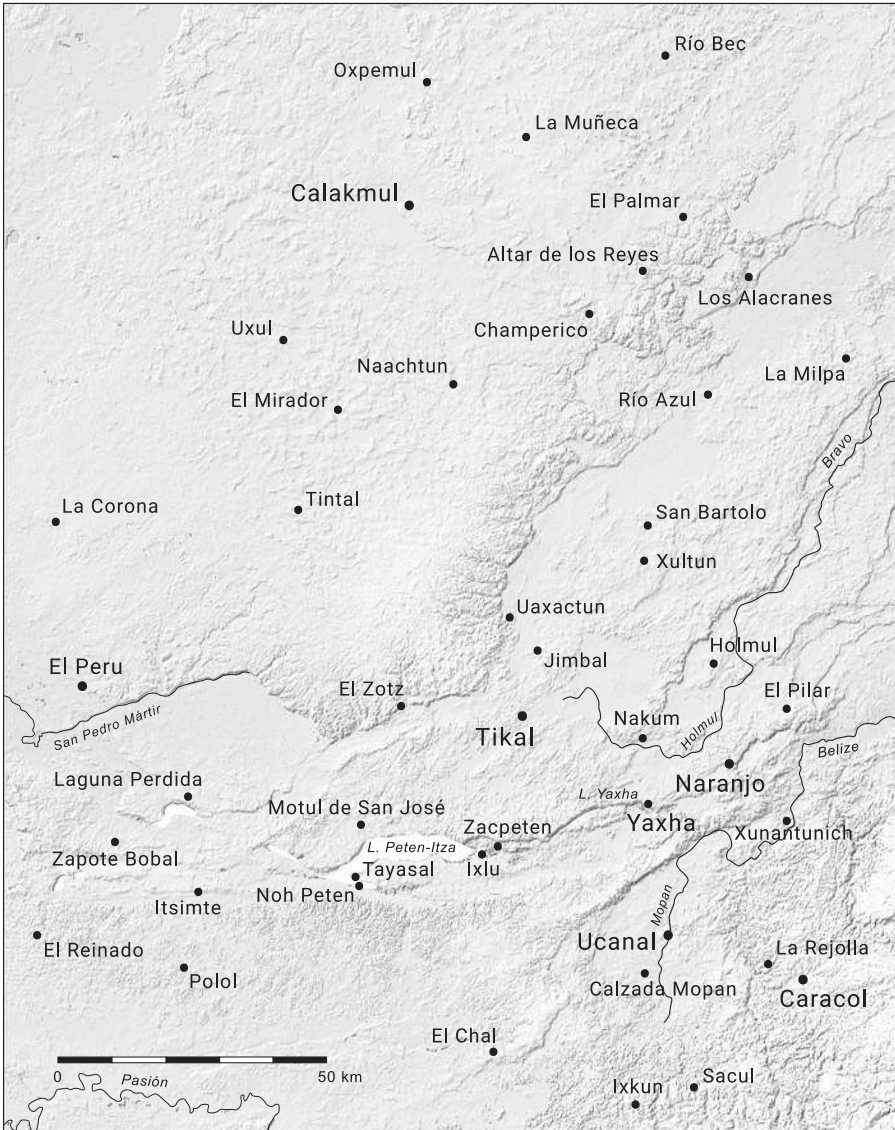 Río Bec
Oxpemul
La Muñeca
Calakmul
El Palmar
Altar de los Reyes
Los Alacranes
Champerico
Uxul
Naachtun
La Milpa
El Mirador
Río Azul
Bravo
La Corona
Tintal
San Bartolo
Xultun
Uaxactun
Jimbal
Holmul
El Peru
El Zotz
El Pilar
San Pedro Mártir
Tikal
Nakum
Holmul
Belize
Naranjo
Laguna Perdida
L. Yaxha
Motul de San José
Yaxha
Zacpeten
Xunantunich
L. Peten-Itza
Zapote Bobal
Ixlu
Tayasal
Noh Peten
Itsimte
Mopan
El Reinado
Ucanal
La Rejolla
Polol
Calzada Mopan
Caracol
El Chal
0
50 km
Pasión
Sacul
Ixkun